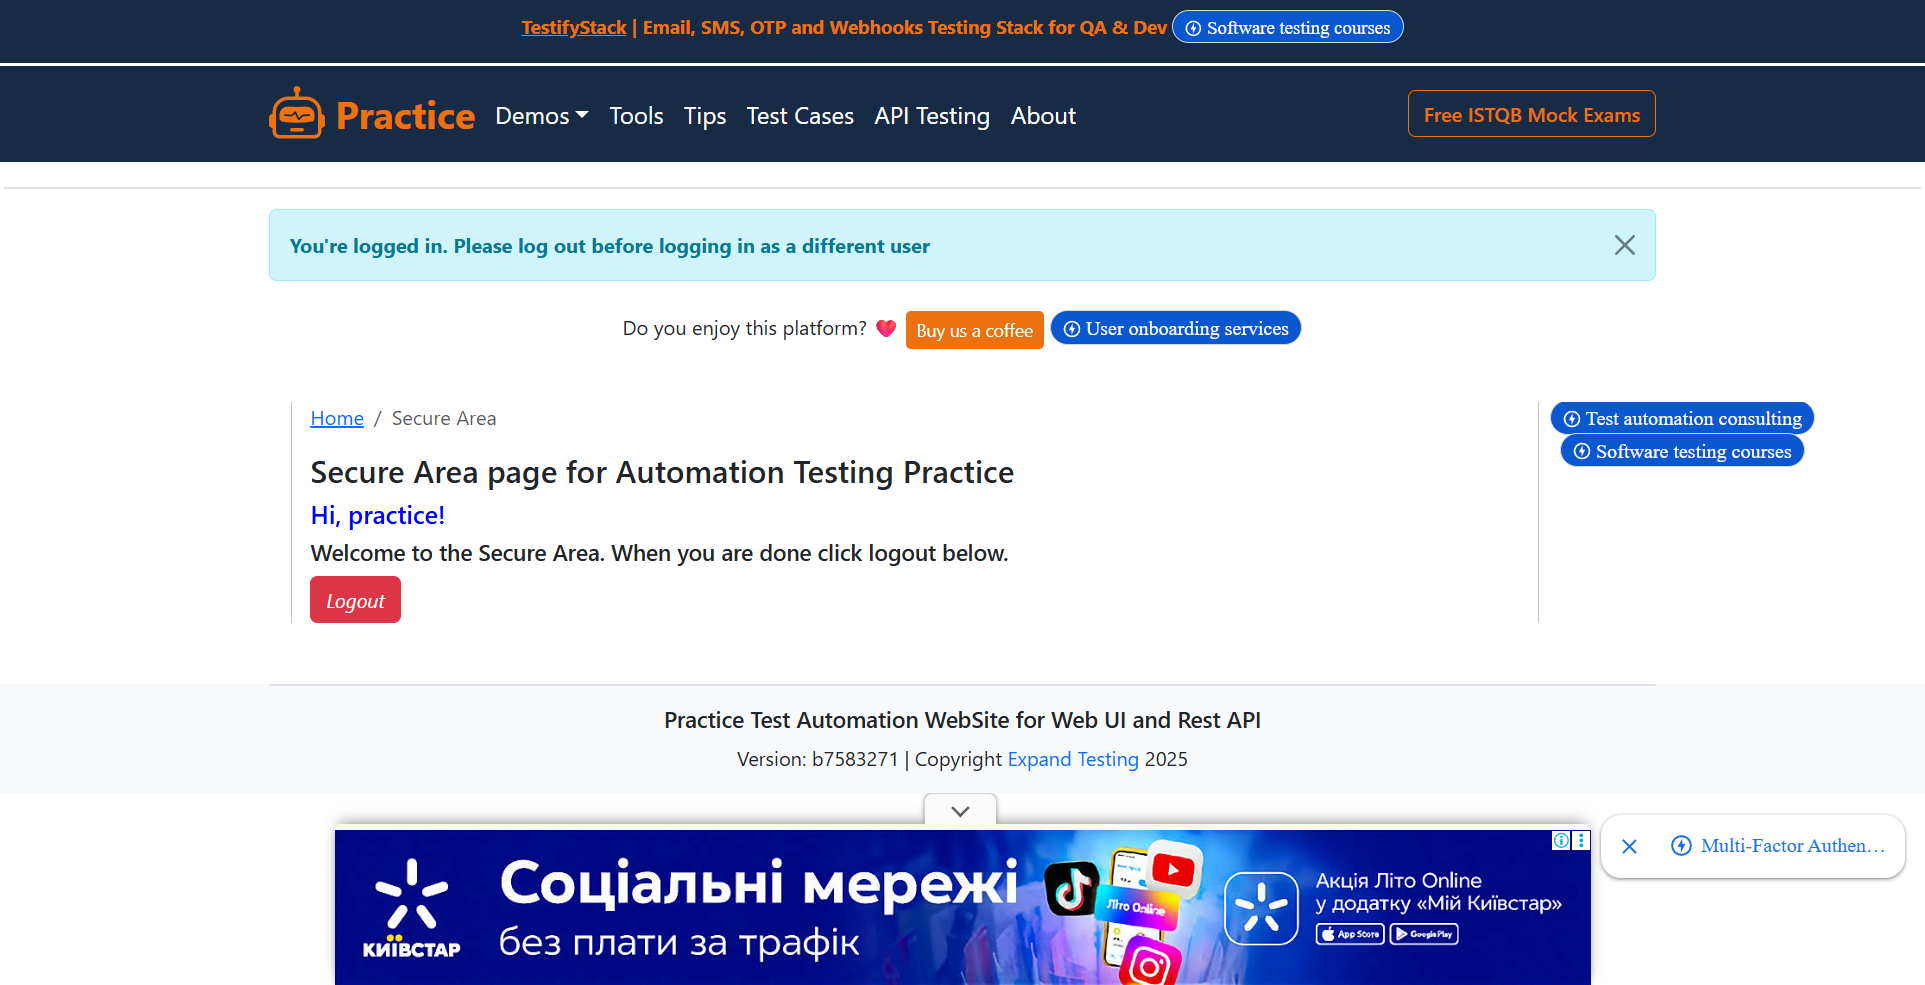 TestifyStack | Email, SMS, OTP and Webhooks Testing Stack for QA & Dev Software testing courses
Practice Demos Tools Tips Test Cases API Testing About Free ISTQB Mock Exams
You're logged in. Please log out before logging in as a different user
Do you enjoy this platform? Buy us a coffee User onboarding services
Home / Secure Area
Test automation consulting
Software testing courses
Secure Area page for Automation Testing Practice
Hi, practice!
Welcome to the Secure Area. When you are done click logout below.
Logout
Practice Test Automation WebSite for Web UI and Rest API
Version: b7583271 | Copyright Expand Testing 2025
КИЇВСТАР
Соціальні мережі
без плати за трафік
Літо Online
Акція Літо Online
у додатку «Мій Київстар»
App Store Google Play
Multi-Factor Authen...